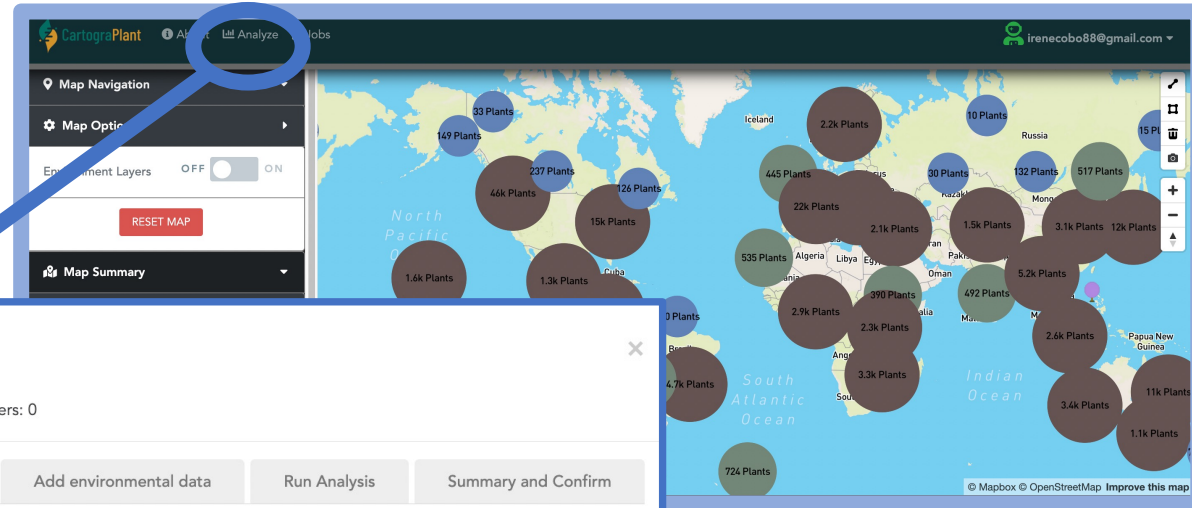 CartograPlant
Analyze
Jobs
irenecobo88@gmail.com
Map Navigation
Map
Layers
OFF
ON
RESET MAP
Map Summary
33 Plants
149 Plants
237 Plants
126 Plants
46k Plants
15k Plants
North
Pacific
1.6k Plants
1.3k Plants
Cuba
Iceland
2.2k Plants
10 Plants
Russia
445 Plants
30 Plants
132 Plants
517 Plants
22k Plants
2.1k Plants
1.5k Plants
3.1k Plants
12k Plants
535 Plants
Algeria
Libya
Oman
5.2k Plants
390 Plants
492 Plants
2.9k Plants
2.3k Plants
2.6k Plants
Papua New
Guinea
4.7k Plants
South
Atlantic
Ocean
3.3k Plants
Indian
Ocean
3.4k Plants
11k Plants
1.1k Plants
724 Plants
© Mapbox © OpenStreetMap Improve this map
×
ers: 0
Add environmental data
Run Analysis
Summary and Confirm